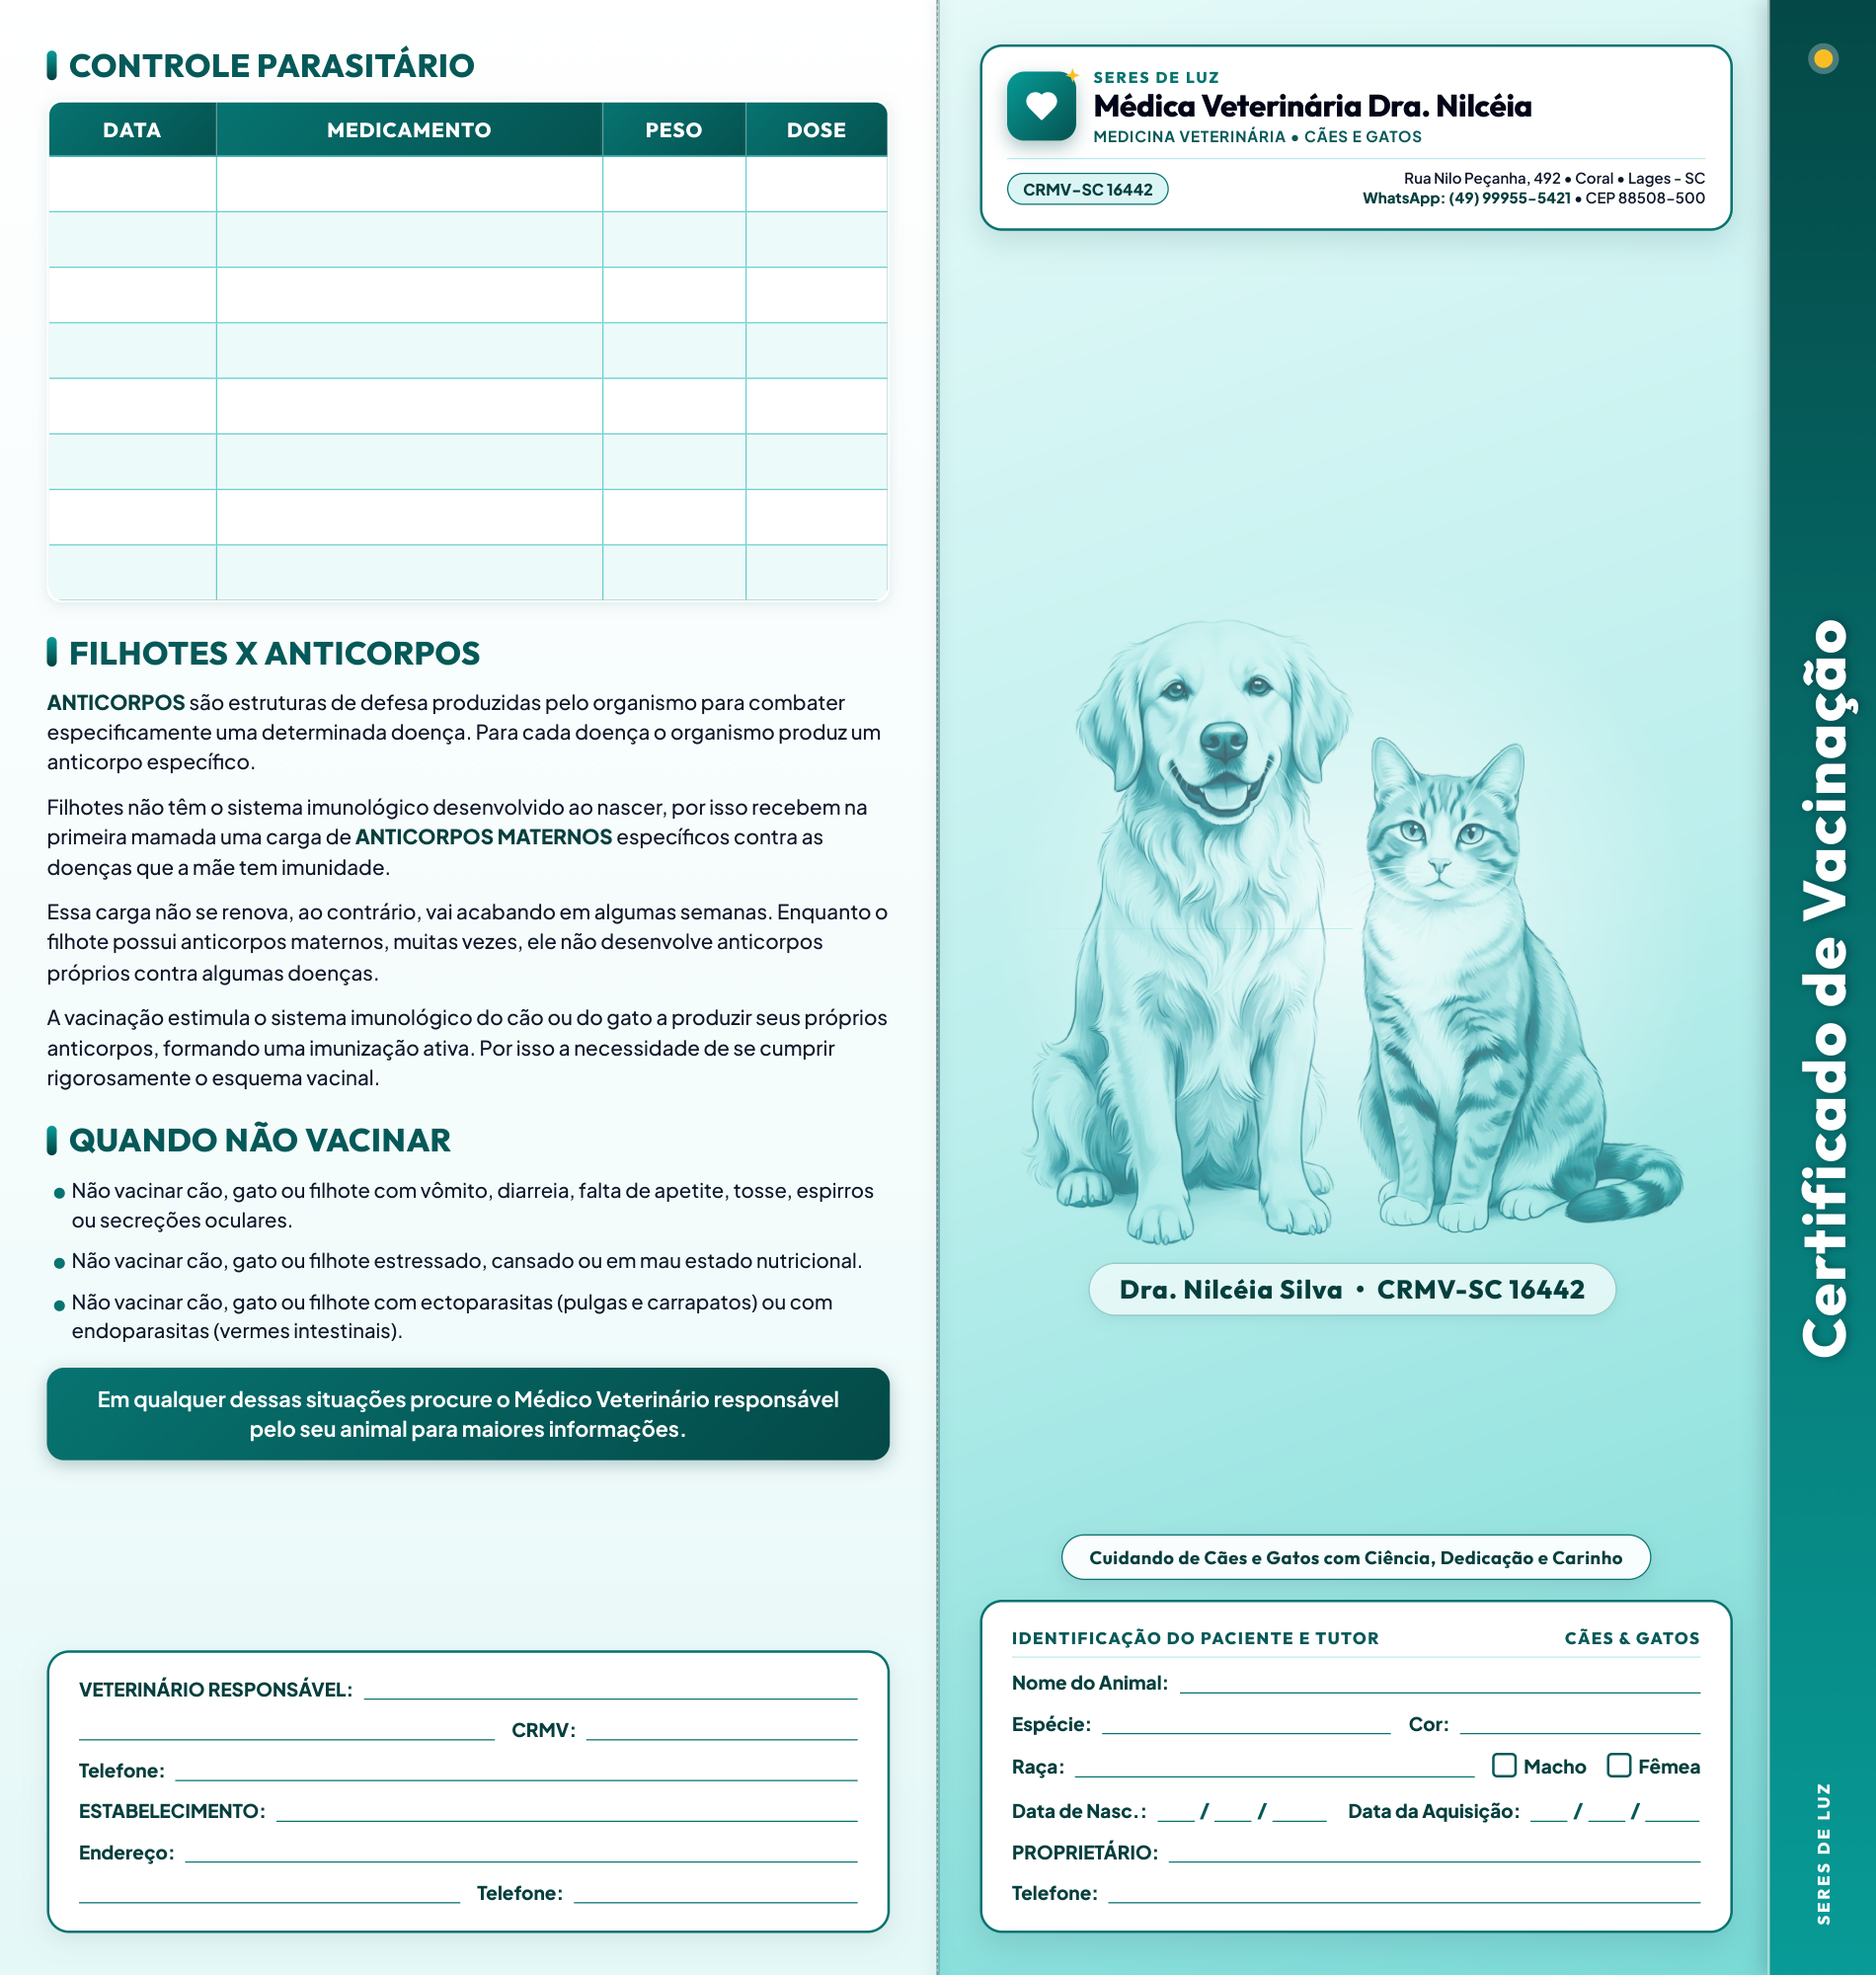 CONTROLE PARASITÁRIO
DATA MEDICAMENTO PESO DOSE
FILHOTES X ANTICORPOS
ANTICORPOS são estruturas de defesa produzidas pelo organismo para combater
especificamente uma determinada doença. Para cada doença o organismo produz um
anticorpo específico.
Filhotes não têm o sistema imunológico desenvolvido ao nascer, por isso recebem na
primeira mamada uma carga de ANTICORPOS MATERNOS específicos contra as
doenças que a mãe tem imunidade.
Essa carga não se renova, ao contrário, vai acabando em algumas semanas. Enquanto o
filhote possui anticorpos maternos, muitas vezes, ele não desenvolve anticorpos
próprios contra algumas doenças.
A vacinação estimula o sistema imunológico do cão ou do gato a produzir seus próprios
anticorpos, formando uma imunização ativa. Por isso a necessidade de se cumprir
rigorosamente o esquema vacinal.
QUANDO NÃO VACINAR
• Não vacinar cão, gato ou filhote com vômito, diarreia, falta de apetite, tosse, espirros
ou secreções oculares.
• Não vacinar cão, gato ou filhote estressado, cansado ou em mau estado nutricional.
• Não vacinar cão, gato ou filhote com ectoparasitas (pulgas e carrapatos) ou com
endoparasitas (vermes intestinais).
Em qualquer dessas situações procure o Médico Veterinário responsável
pelo seu animal para maiores informações.
VETERINÁRIO RESPONSÁVEL:
CRMV:
Telefone:
ESTABELECIMENTO:
Endereço:
Telefone:
SERES DE LUZ
Médica Veterinária Dra. Nilcéia
MEDICINA VETERINÁRIA • CÃES E GATOS
CRMV-SC 16442
Rua Nilo Peçanha, 492 • Coral • Lages - SC
WhatsApp: (49) 99955-5421 • CEP 88508-500
Dra. Nilcéia Silva • CRMV-SC 16442
Cuidando de Cães e Gatos com Ciência, Dedicação e Carinho
IDENTIFICAÇÃO DO PACIENTE E TUTOR CÃES & GATOS
Nome do Animal:
Espécie: Cor:
Raça: Macho Fêmea
Data de Nasc.: ___ / ___ / ____ Data da Aquisição: ___ / ___ / ____
PROPRIETÁRIO:
Telefone:
Certificado de Vacinação
SERES DE LUZ